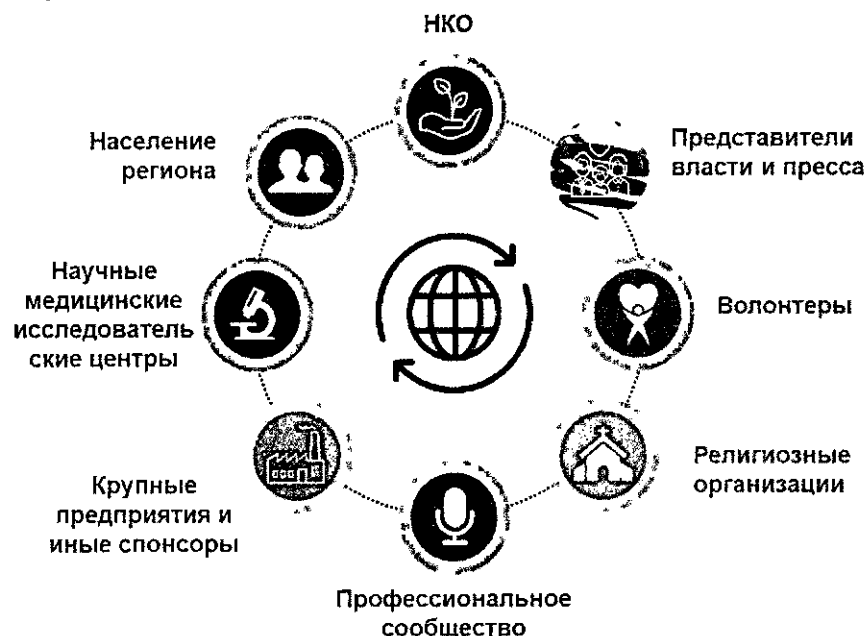 НКО
Представители
власти и пресса
Волонтеры
Религиозные
организации
Профессиональное
сообщество
Крупные
предприятия и
иные спонсоры
Научные
медицинские
исследователь
ские центры
Население
региона